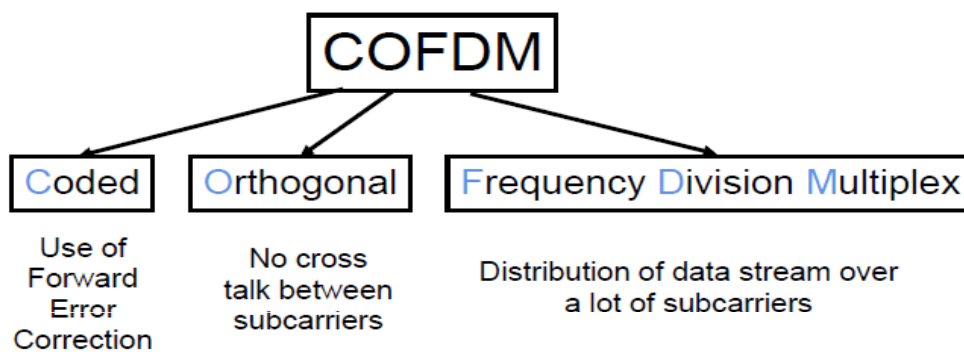 COFDM
Coded
Orthogonal
Frequency Division Multiplex
Use of
Forward
Error
Correction
No cross
talk between
subcarriers
Distribution of data stream over
a lot of subcarriers